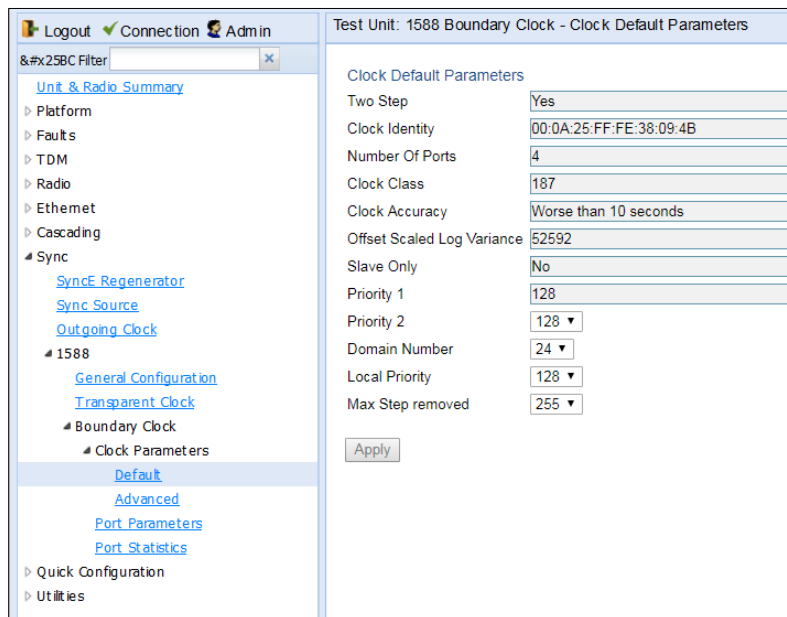 Logout Connection Admin
&#x25BC Filter
Unit & Radio Summary
Platform
Faults
TDM
Radio
Ethernet
Cascading
Sync
SyncE Regenerator
Sync Source
Outgoing Clock
1588
General Configuration
Transparent Clock
Boundary Clock
Clock Parameters
Default
Advanced
Port Parameters
Port Statistics
Quick Configuration
Utilities
Test Unit: 1588 Boundary Clock - Clock Default Parameters
Clock Default Parameters
Two Step Yes
Clock Identity 00:0A:25:FF:FE:38:09:4B
Number Of Ports 4
Clock Class 187
Clock Accuracy Worse than 10 seconds
Offset Scaled Log Variance 52592
Slave Only No
Priority 1 128
Priority 2 128
Domain Number 24
Local Priority 128
Max Step removed 255
Apply